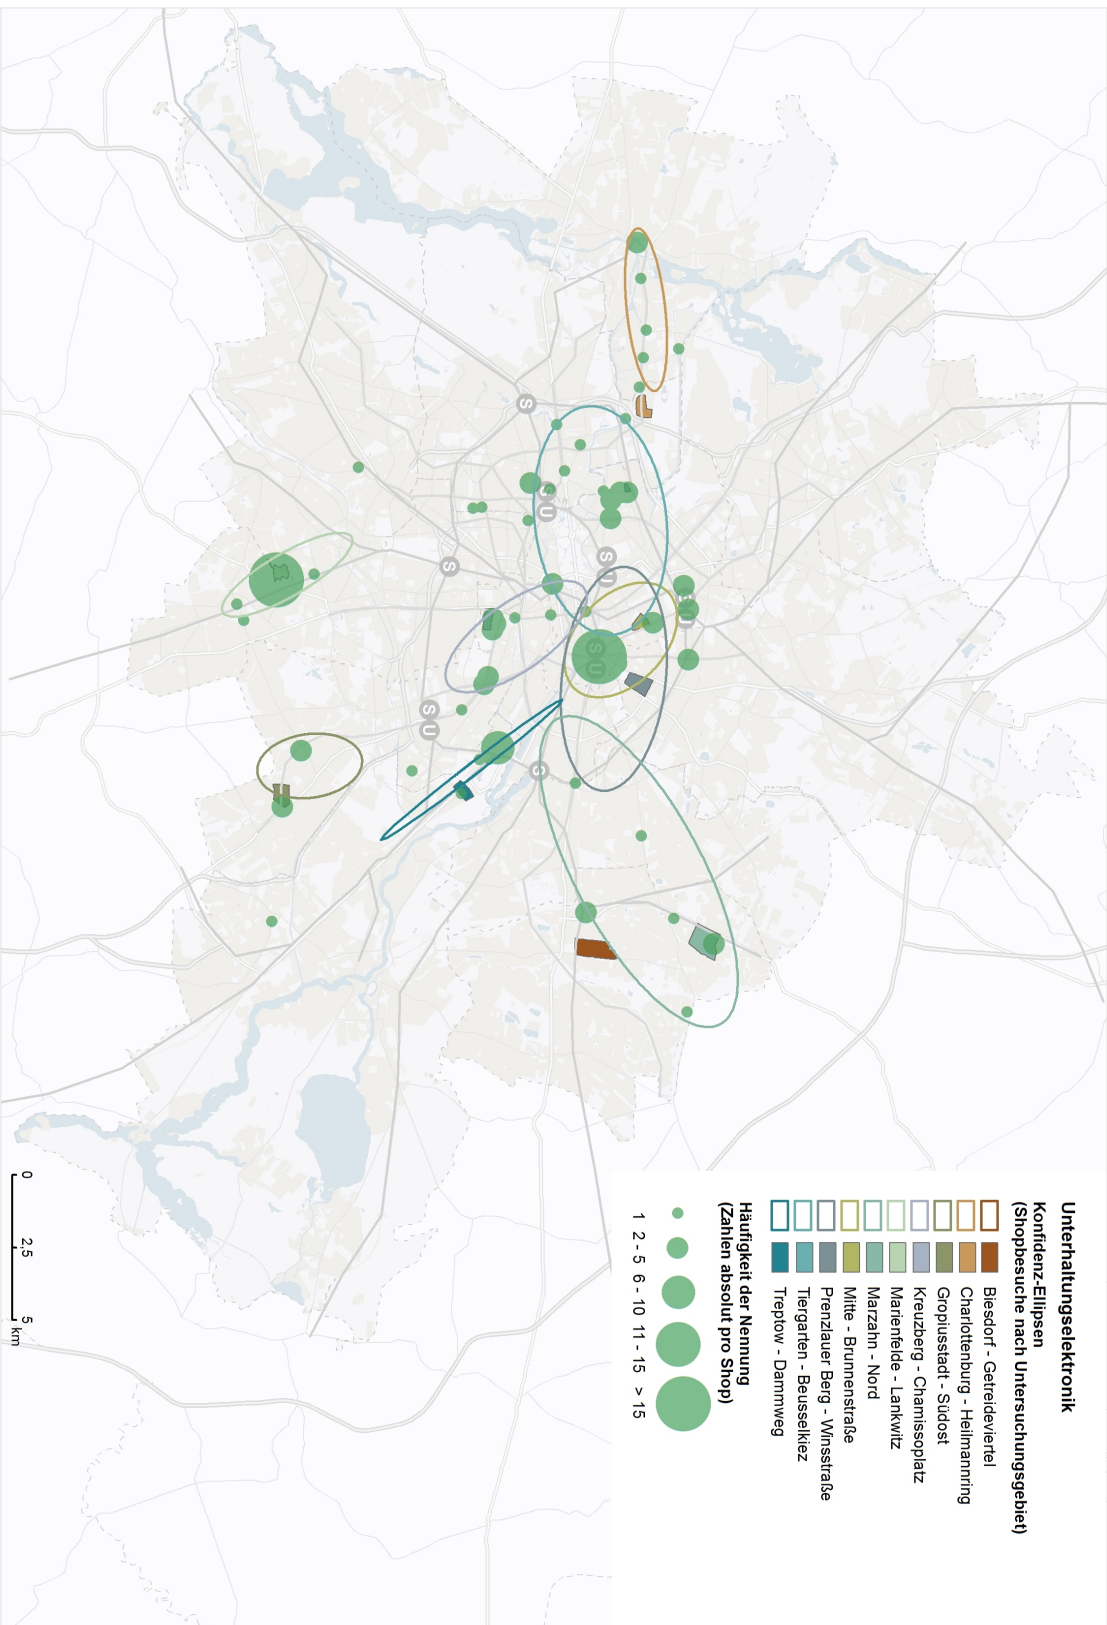 Unterhaltungselektronik
Konfidenz-Ellipsen
(Shopbesuche nach Untersuchungsgebiet)
Biesdorf - Getreideviertel
Charlottenburg - Heilmannring
Gropiusstadt - Südost
Kreuzberg - Chamissoplatz
Marienfelde - Lankwitz
Marzahn - Nord
Mitte - Brunnenstraße
Prenzlauer Berg - Winsstraße
Tiergarten - Beusselkiez
Treptow - Dammweg
Häufigkeit der Nennung
(Zahlen absolut pro Shop)
1 2 - 5 6 - 10 11 - 15 > 15
0 2,5 5 km
S
S U
S U
S U
S
S U
S
U